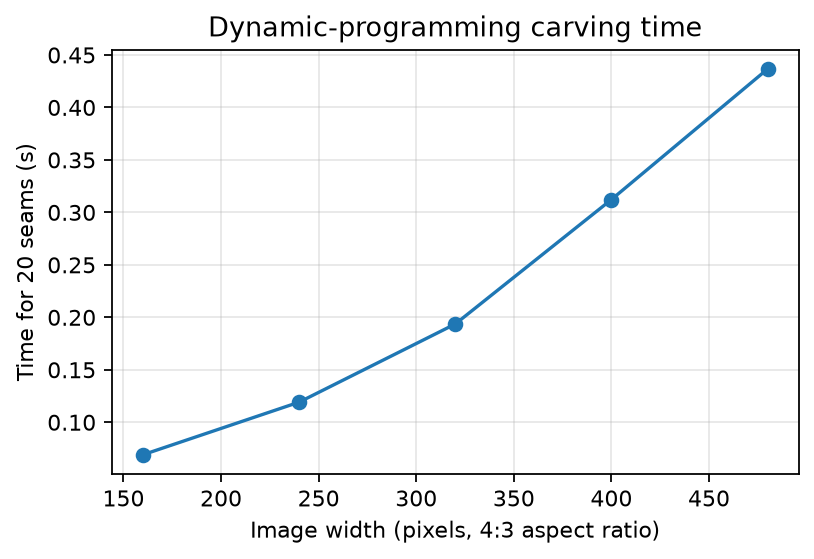 Dynamic-programming carving time
Time for 20 seams (s)
0.45
0.40
0.35
0.30
0.25
0.20
0.15
0.10
150 200 250 300 350 400 450
Image width (pixels, 4:3 aspect ratio)